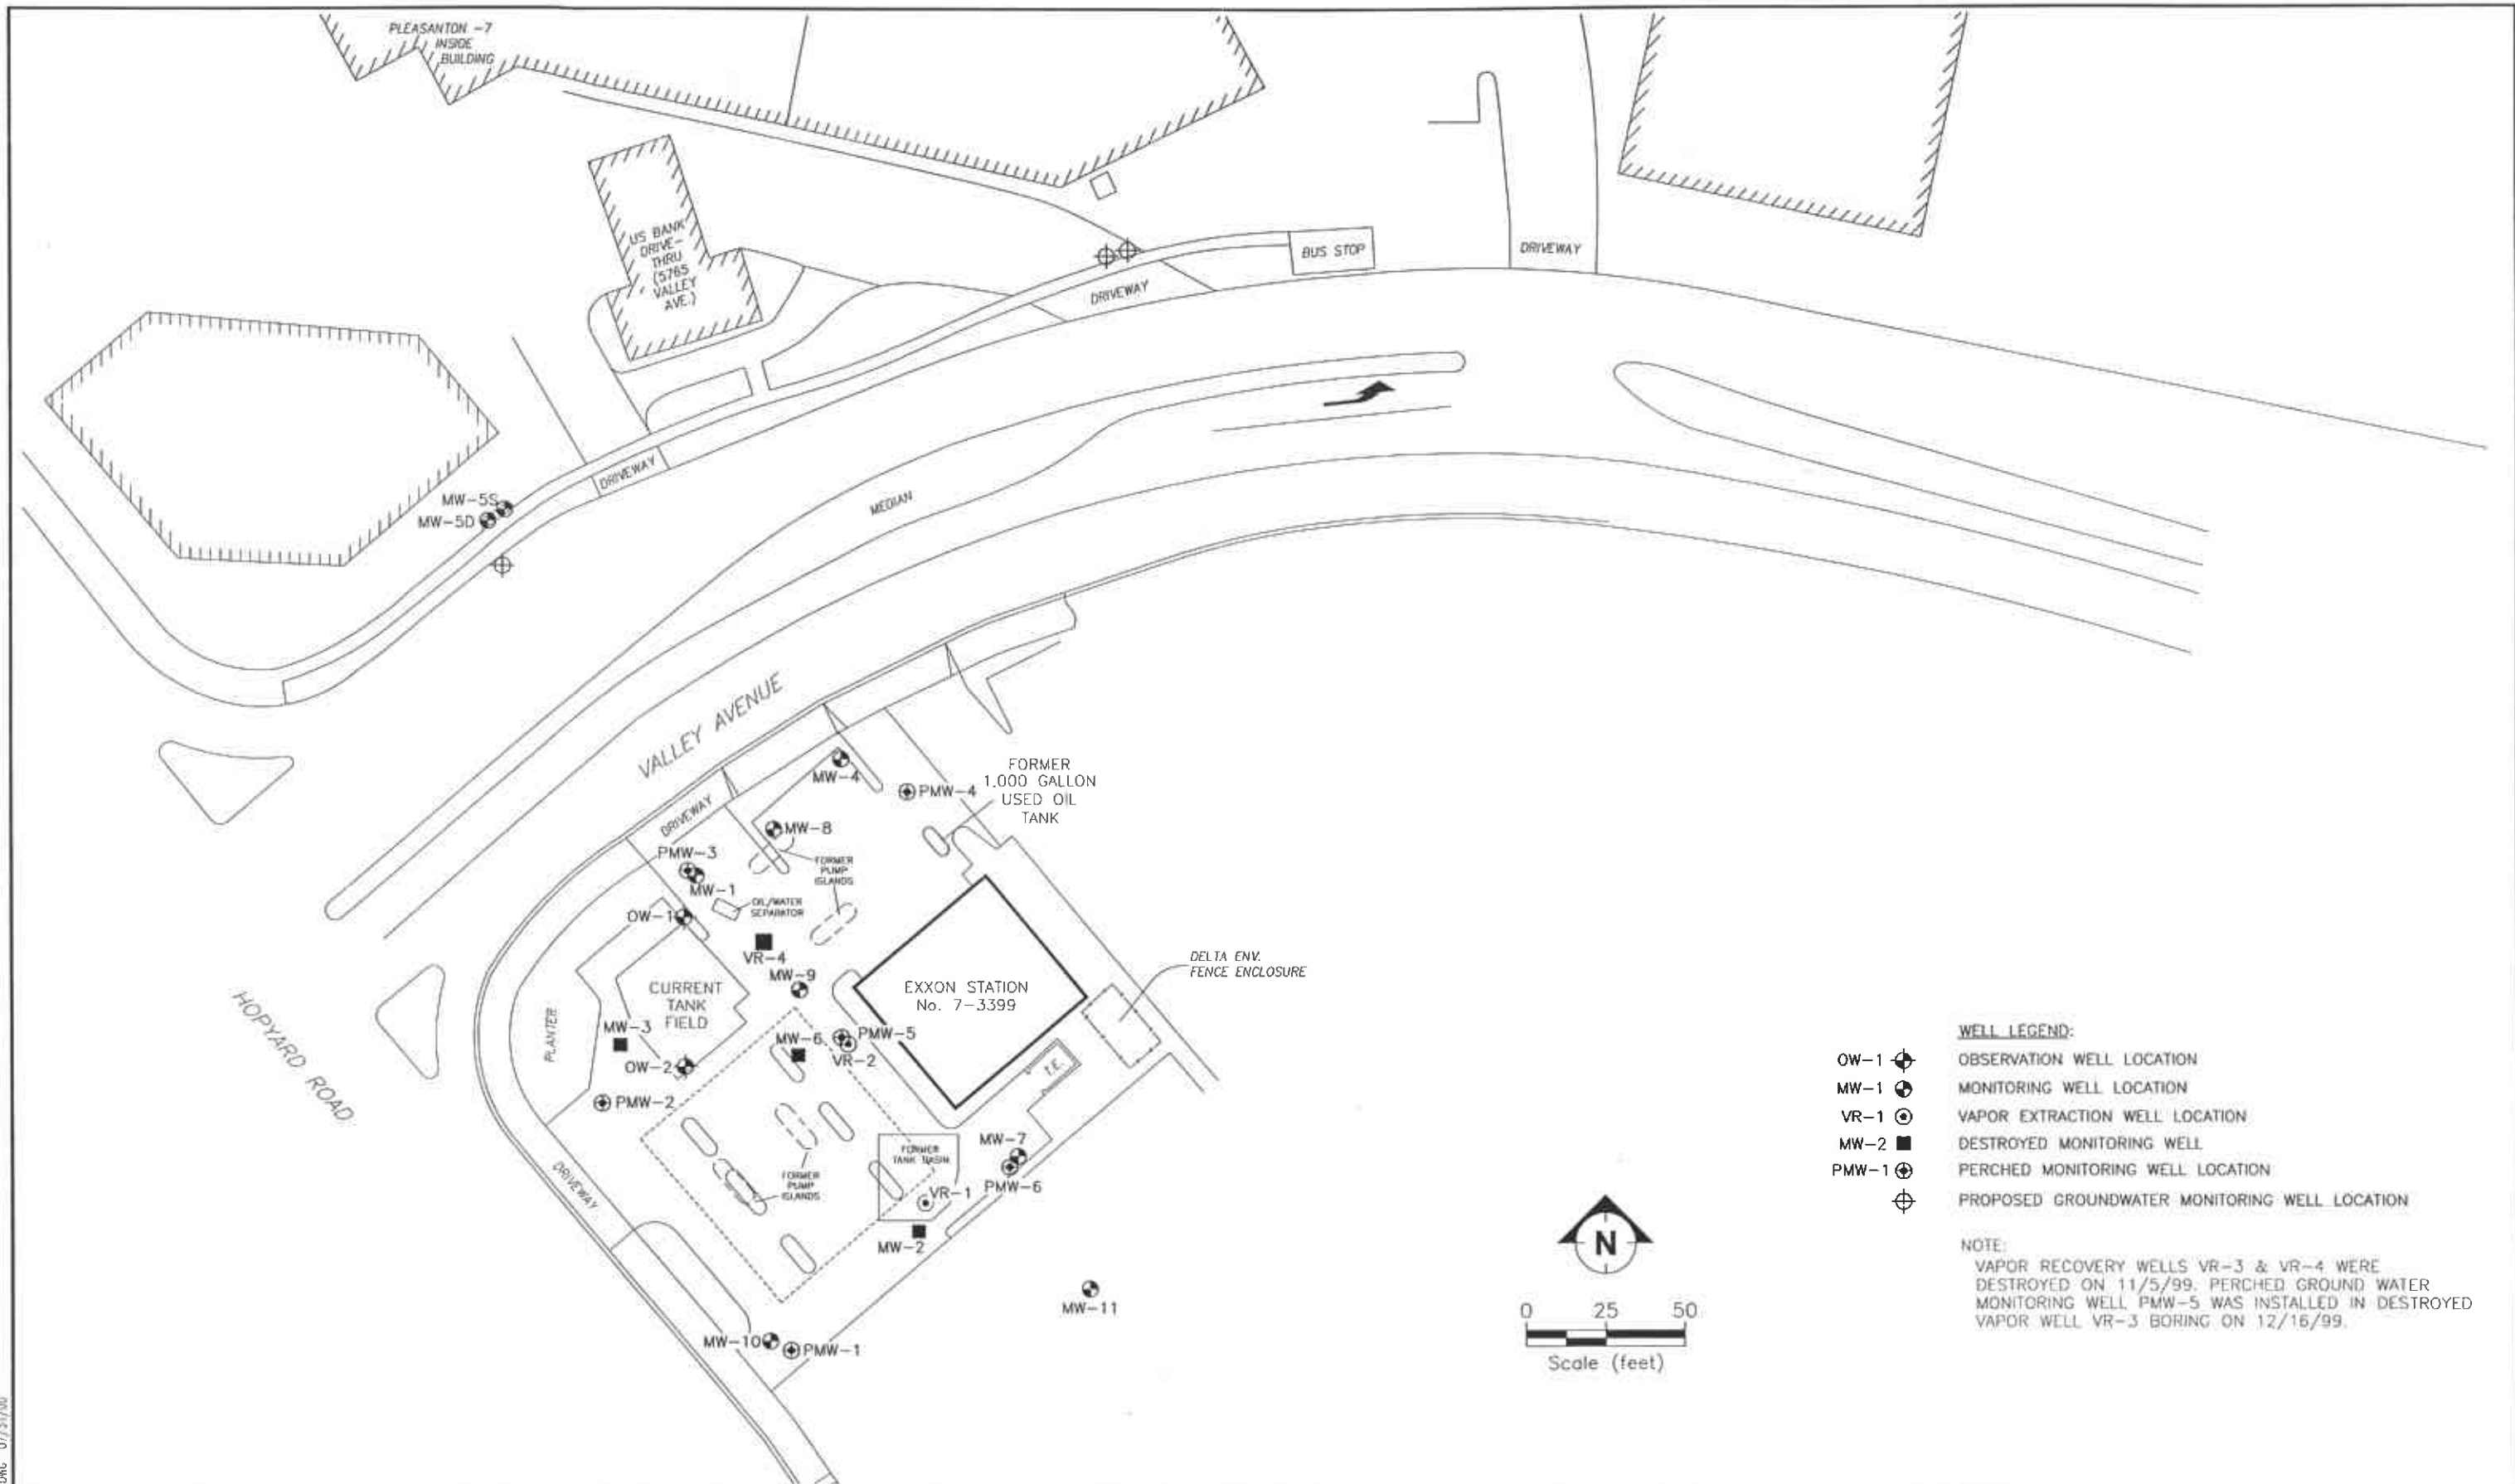 PLEASANTON -7
INSIDE
BUILDING
US BANK
DRIVE-
THRU
(5765
VALLEY
AVE.)
BUS STOP
DRIVEWAY
DRIVEWAY
DRIVEWAY
MEDIAN
MW-5S
MW-5D
VALLEY AVENUE
HOPYARD ROAD
MW-4
PMW-4
FORMER
1,000 GALLON
USED OIL
TANK
DRIVEWAY
MW-8
PMW-3
MW-1
FORMER
PUMP
ISLANDS
OIL/WATER
SEPARATOR
OW-1
VR-4
MW-9
CURRENT
TANK
FIELD
EXXON STATION
No. 7-3399
DELTA ENV.
FENCE ENCLOSURE
PLANTER
MW-3
MW-6
PMW-5
VR-2
OW-2
PMW-2
T.E.
FORMER
TANK BASIN
MW-7
PMW-6
FORMER
PUMP
ISLANDS
VR-1
MW-2
DRIVEWAY
MW-11
MW-10
PMW-1
WELL LEGEND:
OW-1 OBSERVATION WELL LOCATION
MW-1 MONITORING WELL LOCATION
VR-1 VAPOR EXTRACTION WELL LOCATION
MW-2 DESTROYED MONITORING WELL
PMW-1 PERCHED MONITORING WELL LOCATION
PROPOSED GROUNDWATER MONITORING WELL LOCATION
NOTE:
VAPOR RECOVERY WELLS VR-3 & VR-4 WERE
DESTROYED ON 11/5/99. PERCHED GROUND WATER
MONITORING WELL PMW-5 WAS INSTALLED IN DESTROYED
VAPOR WELL VR-3 BORING ON 12/16/99.
N
0 25 50
Scale (feet)